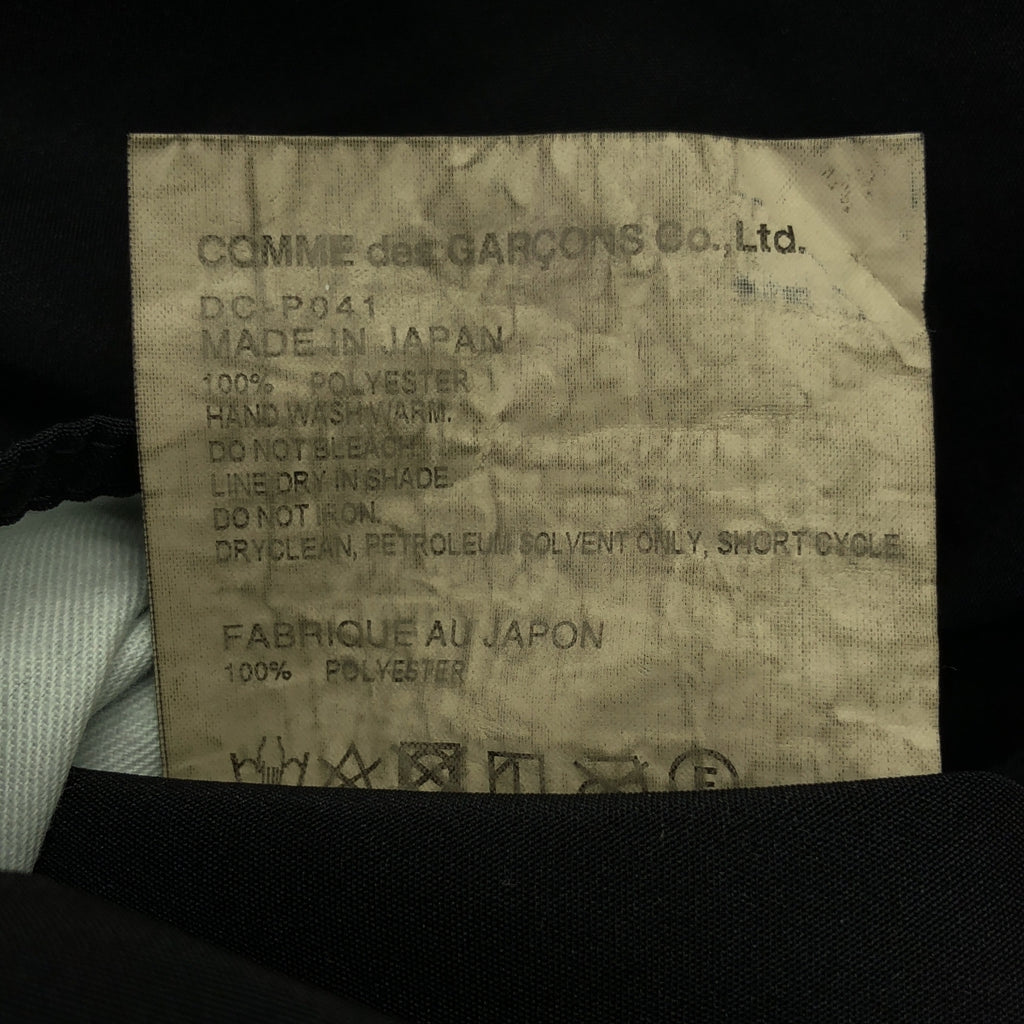 COMME des GARÇONS Co.,Ltd.
DC-P041
MADE IN JAPAN
100% POLYESTER
HAND WASH WARM.
DO NOT BLEACH.
LINE DRY IN SHADE.
DO NOT IRON.
DRYCLEAN, PETROLEUM SOLVENT ONLY, SHORT CYCLE.
FABRIQUE AU JAPON
100% POLYESTER
F